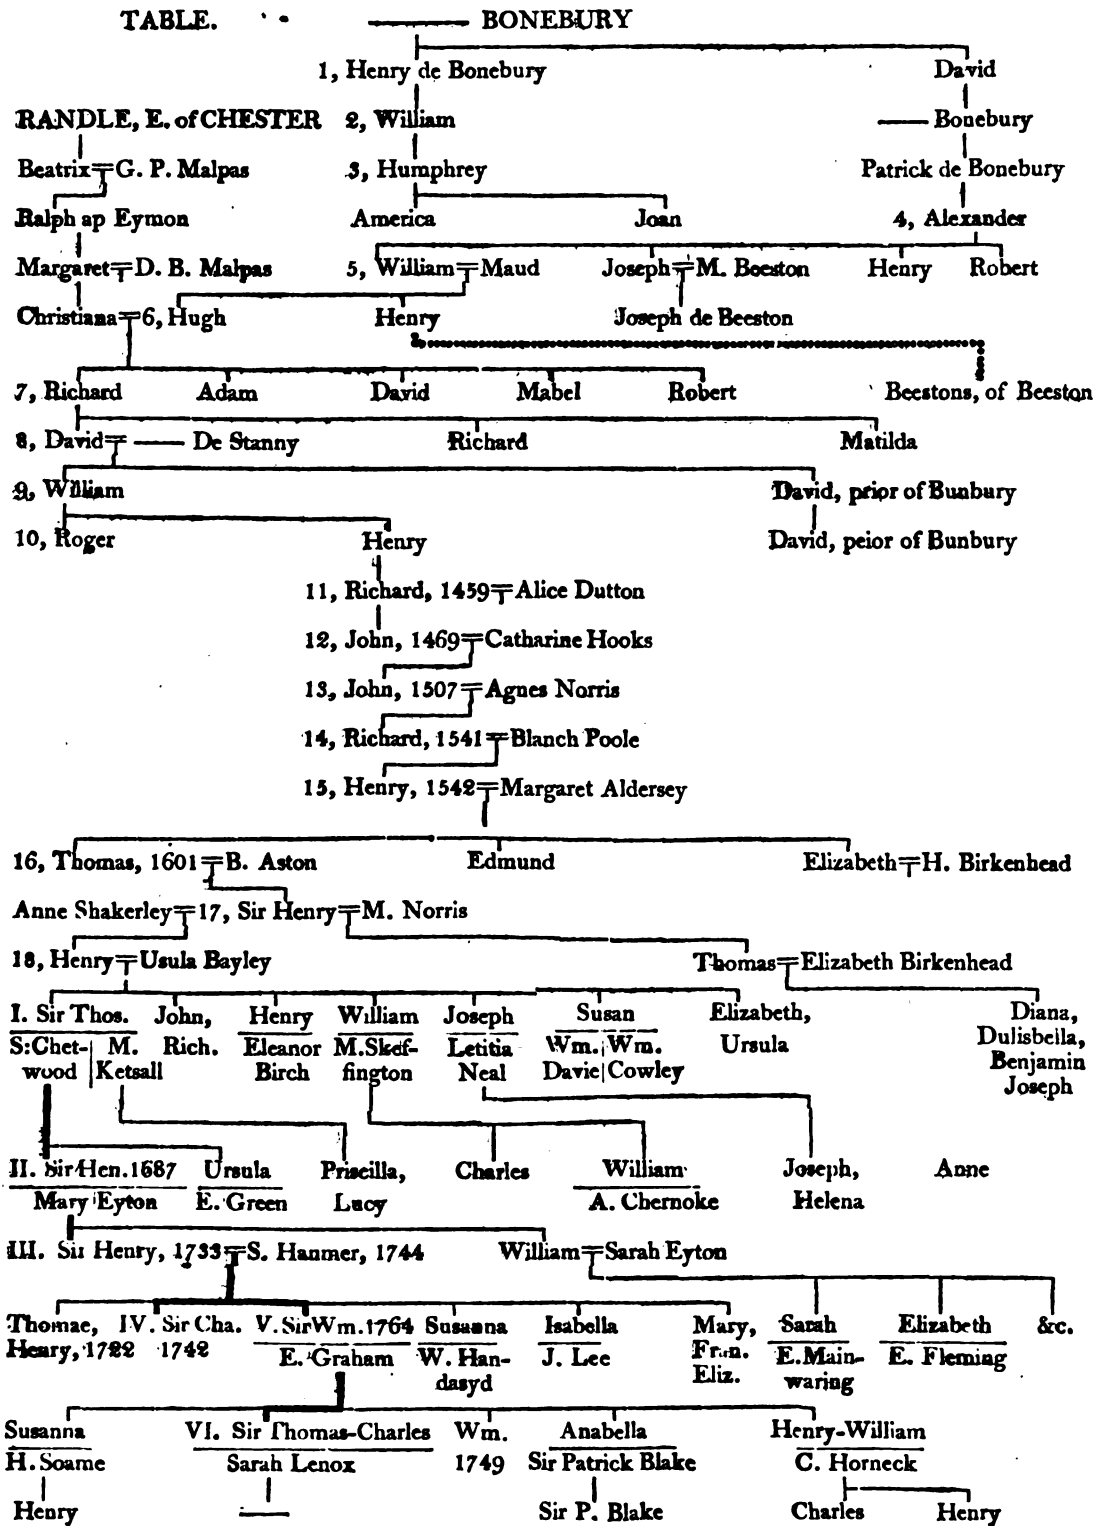 TABLE. —— BONEBURY
1, Henry de Bonebury David
RANDLE, E. of CHESTER 2, William —— Bonebury
Beatrix=G. P. Malpas 3, Humphrey Patrick de Bonebury
Ralph ap Eymon America Joan 4, Alexander
Margaret=D. B. Malpas 5, William=Maud Joseph=M. Beeston Henry Robert
Christiana=6, Hugh Henry Joseph de Beeston
7, Richard Adam David Mabel Robert Beestons, of Beeston
8, David= —— De Stanny Richard Matilda
9, William David, prior of Bunbury
10, Roger Henry David, peior of Bunbury
11, Richard, 1459=Alice Dutton
12, John, 1469=Catharine Hooks
13, John, 1507=Agnes Norris
14, Richard, 1541=Blanch Poole
15, Henry, 1542=Margaret Aldersey
16, Thomas, 1601=B. Aston Edmund Elizabeth=H. Birkenhead
Anne Shakerley=17, Sir Henry=M. Norris
18, Henry=Usula Bayley Thomas=Elizabeth Birkenhead
I. Sir Thos. John, Henry William Joseph Susan Elizabeth, Diana,
S: Chet- M. Rich. Eleanor M. Skef- Letitia Wm. Wm. Ursula Dulisbella,
wood Ketsall Birch fington Neal Davie Cowley Benjamin
Joseph
II. Sir Hen. 1687 Ursula Priscilla, Charles William Joseph, Anne
Mary Eyton E. Green Lucy A. Chernoke Helena
III. Sir Henry, 1733=S. Hanmer, 1744 William=Sarah Eyton
Thomae, IV. Sir Cha. V. Sir Wm. 1764 Susanna Isabella Mary, Sarah Elizabeth &c.
Henry, 1722 1742 E. Graham W. Han- J. Lee Fran. E. Main- E. Fleming
dasyd Eliz. waring
Susanna VI. Sir Thomas-Charles Wm. Anabella Henry-William
H. Soame Sarah Lenox 1749 Sir Patrick Blake C. Horneck
Henry —— Sir P. Blake Charles Henry